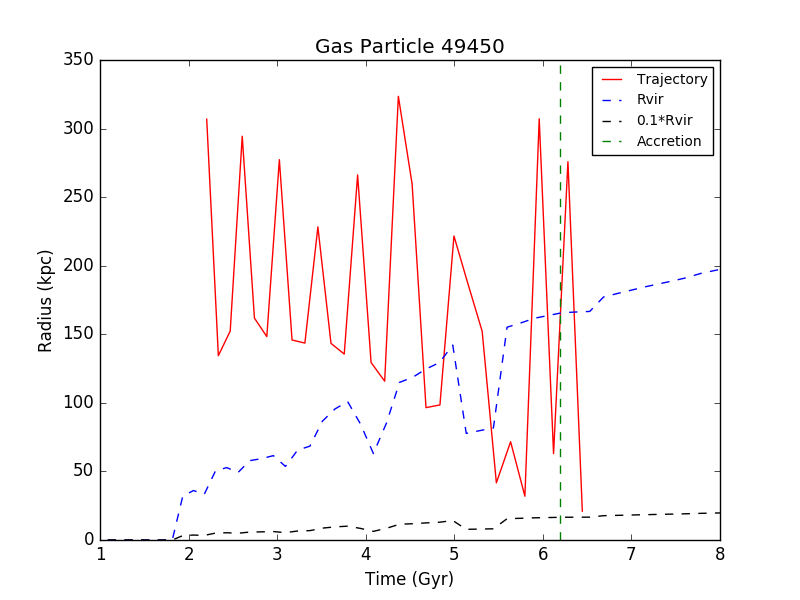 Gas Particle 49450
350
300
250
200
150
100
50
0
Radius (kpc)
Trajectory
Rvir
0.1*Rvir
Accretion
1 2 3 4 5 6 7 8
Time (Gyr)